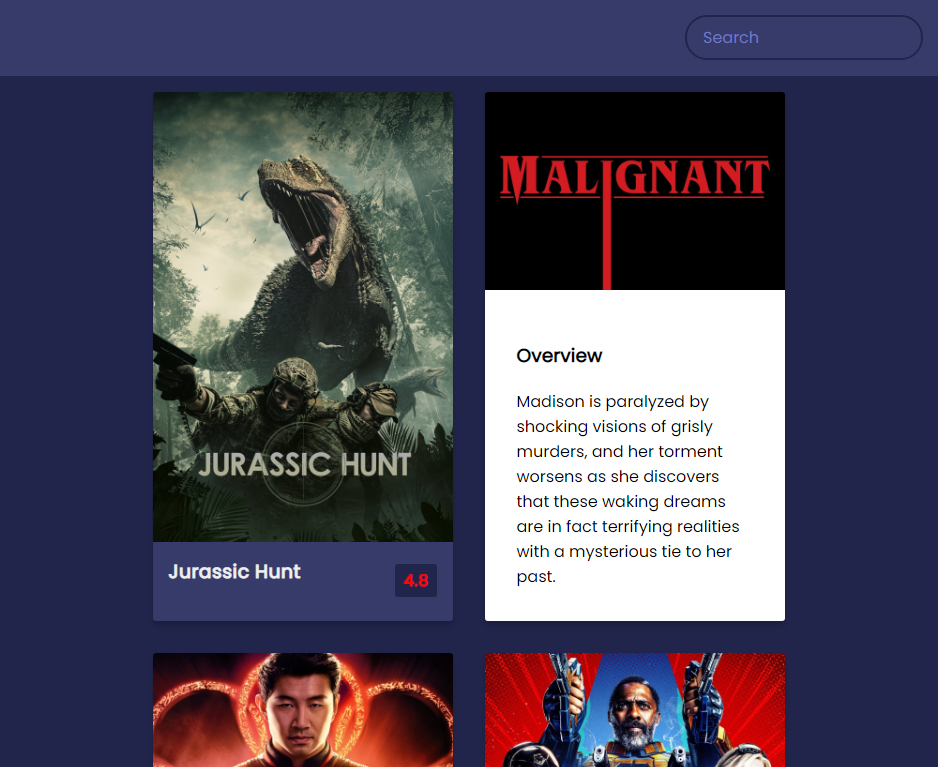 Search
MALIGNANT
JURASSIC HUNT
Jurassic Hunt
4.8
Overview
Madison is paralyzed by
shocking visions of grisly
murders, and her torment
worsens as she discovers
that these waking dreams
are in fact terrifying realities
with a mysterious tie to her
past.